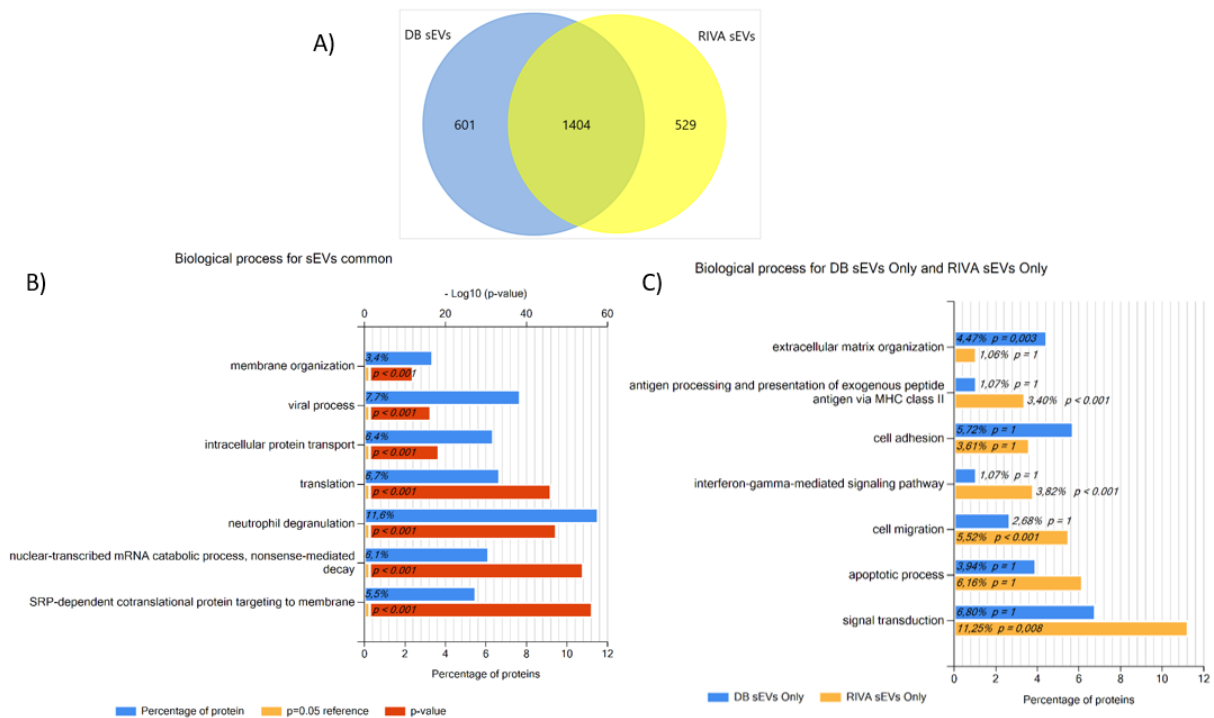 A)
DB sEVs
RIVA sEVs
601
1404
529
Biological process for sEVs common
B)
- Log10 (p-value)
0 20 40 60
membrane organization
3,4%
p < 0.001
viral process
7,7%
p < 0.001
intracellular protein transport
6,4%
p < 0.001
translation
6,7%
p < 0.001
neutrophil degranulation
11,6%
p < 0.001
nuclear-transcribed mRNA catabolic process, nonsense-mediated
decay
6,1%
p < 0.001
SRP-dependent cotranslational protein targeting to membrane
5,5%
p < 0.001
0 2 4 6 8 10 12
Percentage of proteins
Percentage of protein p=0.05 reference p-value
Biological process for DB sEVs Only and RIVA sEVs Only
C)
extracellular matrix organization
4,47% p = 0,003
1,06% p = 1
antigen processing and presentation of exogenous peptide
antigen via MHC class II
1,07% p = 1
3,40% p < 0.001
cell adhesion
5,72% p = 1
3,61% p = 1
interferon-gamma-mediated signaling pathway
1,07% p = 1
3,82% p < 0.001
cell migration
2,68% p = 1
5,52% p < 0.001
apoptotic process
3,94% p = 1
6,16% p = 1
signal transduction
6,80% p = 1
11,25% p = 0,008
0 2 4 6 8 10 12
Percentage of proteins
DB sEVs Only RIVA sEVs Only